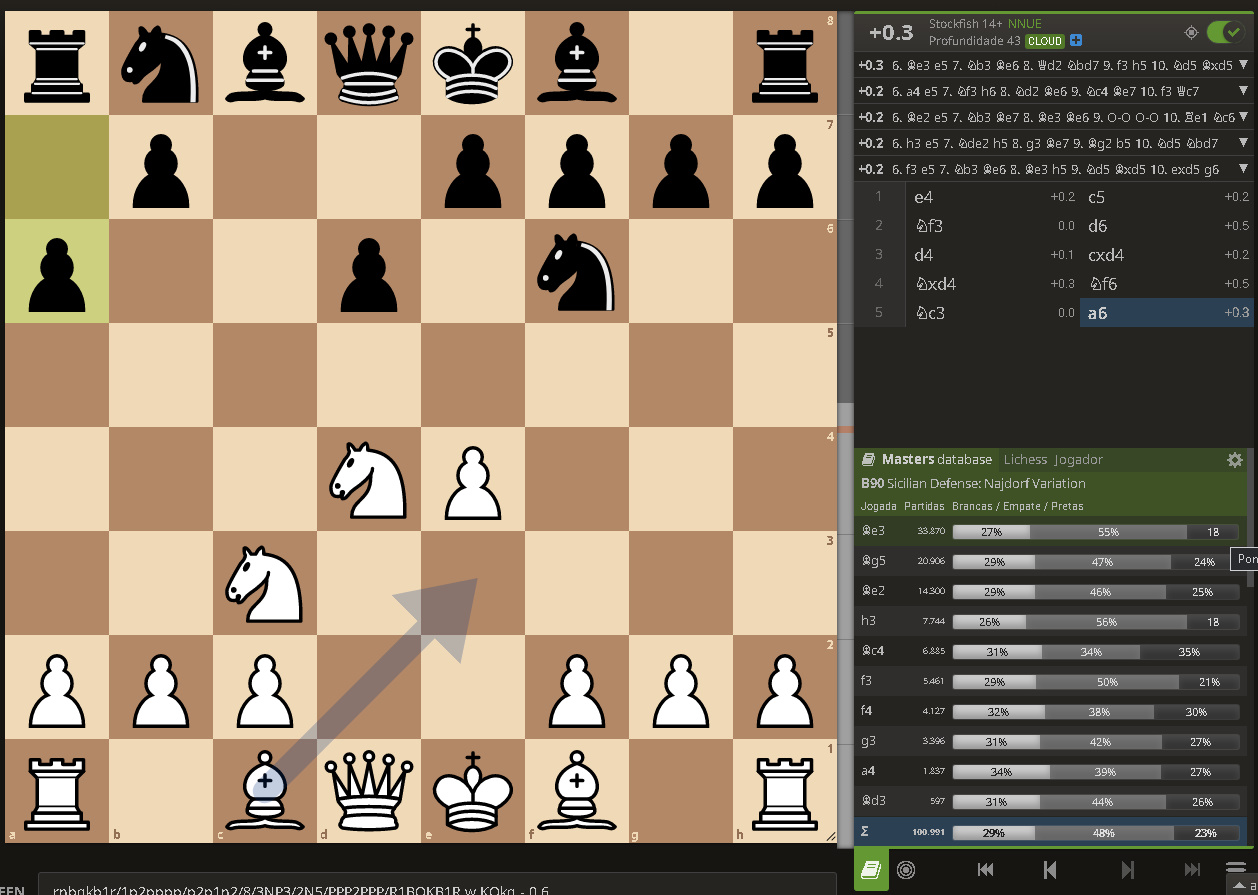 8
7
6
5
4
3
2
1
a b c d e f g h
+0.3
Stockfish 14+ NNUE
Profundidade 43 CLOUD
+0.3 6. ♗e3 e5 7. ♘b3 ♗e6 8. ♕d2 ♘bd7 9. f3 h5 10. ♘d5 ♗xd5
+0.2 6. a4 e5 7. ♘f3 h6 8. ♘d2 ♗e6 9. ♘c4 ♗e7 10. f3 ♕c7
+0.2 6. ♗e2 e5 7. ♘b3 ♗e7 8. ♗e3 ♗e6 9. O-O O-O 10. ♖e1 ♘c6
+0.2 6. h3 e5 7. ♘de2 h5 8. g3 ♗e7 9. ♗g2 b5 10. ♘d5 ♘bd7
+0.2 6. f3 e5 7. ♘b3 ♗e6 8. ♗e3 h5 9. ♘d5 ♗xd5 10. exd5 g6
1 e4 +0.2 c5 +0.2
2 ♘f3 0.0 d6 +0.5
3 d4 +0.1 cxd4 +0.2
4 ♘xd4 +0.3 ♘f6 +0.5
5 ♘c3 0.0 a6 +0.3
Masters database Lichess Jogador
B90 Sicilian Defense: Najdorf Variation
Jogada Partidas Brancas / Empate / Pretas
♗e3 33.870 27% 55% 18
♗g5 20.906 29% 47% 24%
Pon
♗e2 14.300 29% 46% 25%
h3 7.744 26% 56% 18
♗c4 6.885 31% 34% 35%
f3 5.461 29% 50% 21%
f4 4.127 32% 38% 30%
g3 3.396 31% 42% 27%
a4 1.837 34% 39% 27%
♗d3 597 31% 44% 26%
Σ 100.991 29% 48% 23%
FEN rnbqkb1r/1p2pppp/p2p1n2/8/3NP3/2N5/PPP2PPP/R1BQKB1R w KQkq - 0 6